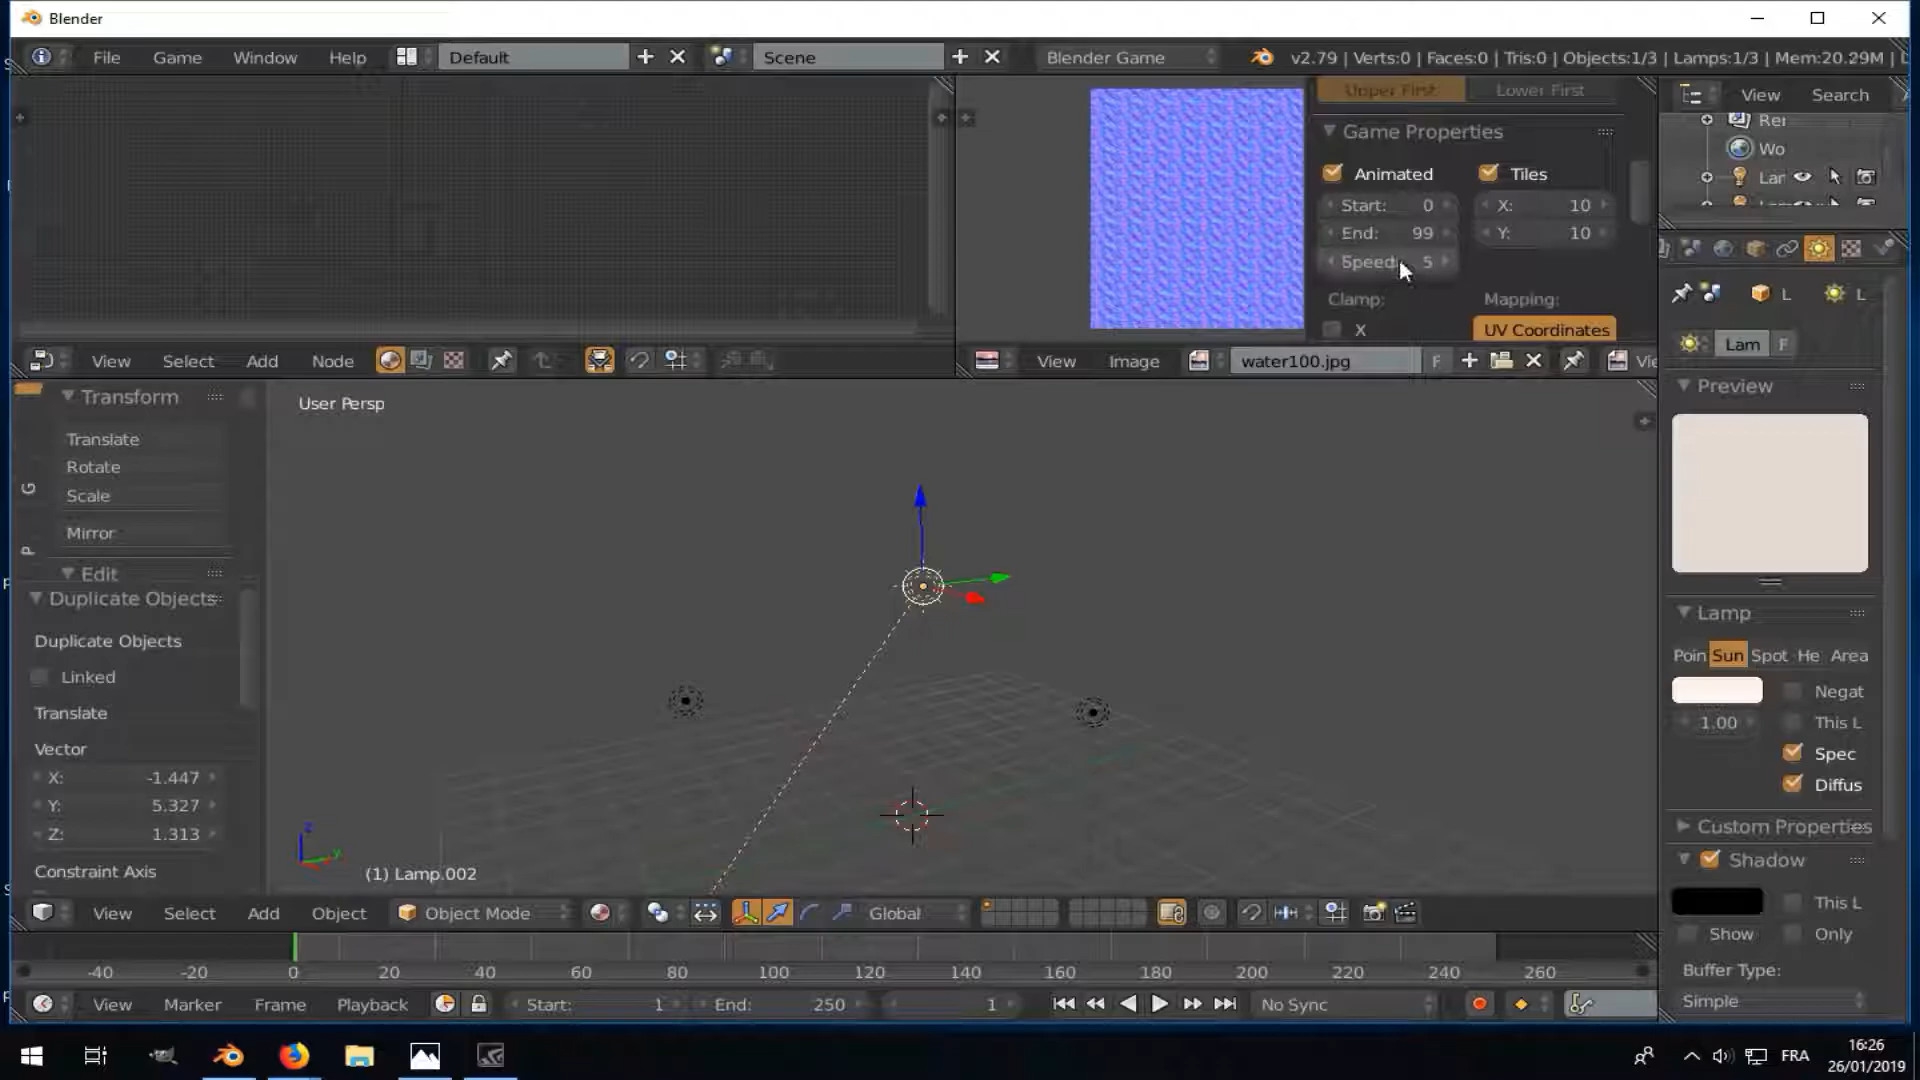 Blender
File Game Window Help Default Scene Blender Game v2.79 | Verts:0 | Faces:0 | Tris:0 | Objects:1/3 | Lamps:1/3 | Mem:20.29M |
Upper First Lower First
Game Properties
Animated Tiles
Start: 0 X: 10
End: 99 Y: 10
Speed: 5
Clamp: Mapping:
X UV Coordinates
View Search
Rer
Wo
Lar
View Select Add Node
View Image water100.jpg F Vie
L L
Lam F
Preview
Transform
Translate
Rotate
Scale
Mirror
Edit
G
P
Duplicate Objects
Duplicate Objects
Linked
Translate
Vector
X: -1.447
Y: 5.327
Z: 1.313
Constraint Axis
User Persp
z
y
(1) Lamp.002
Lamp
Poin Sun Spot He Area
Negat
1.00 This L
Spec
Diffus
Custom Properties
Shadow
This L
Show Only
Buffer Type:
Simple
View Select Add Object Object Mode Global
-40 -20 0 20 40 60 80 100 120 140 160 180 200 220 240 260
View Marker Frame Playback Start: 1 End: 250 1 No Sync
FRA
16:26
26/01/2019